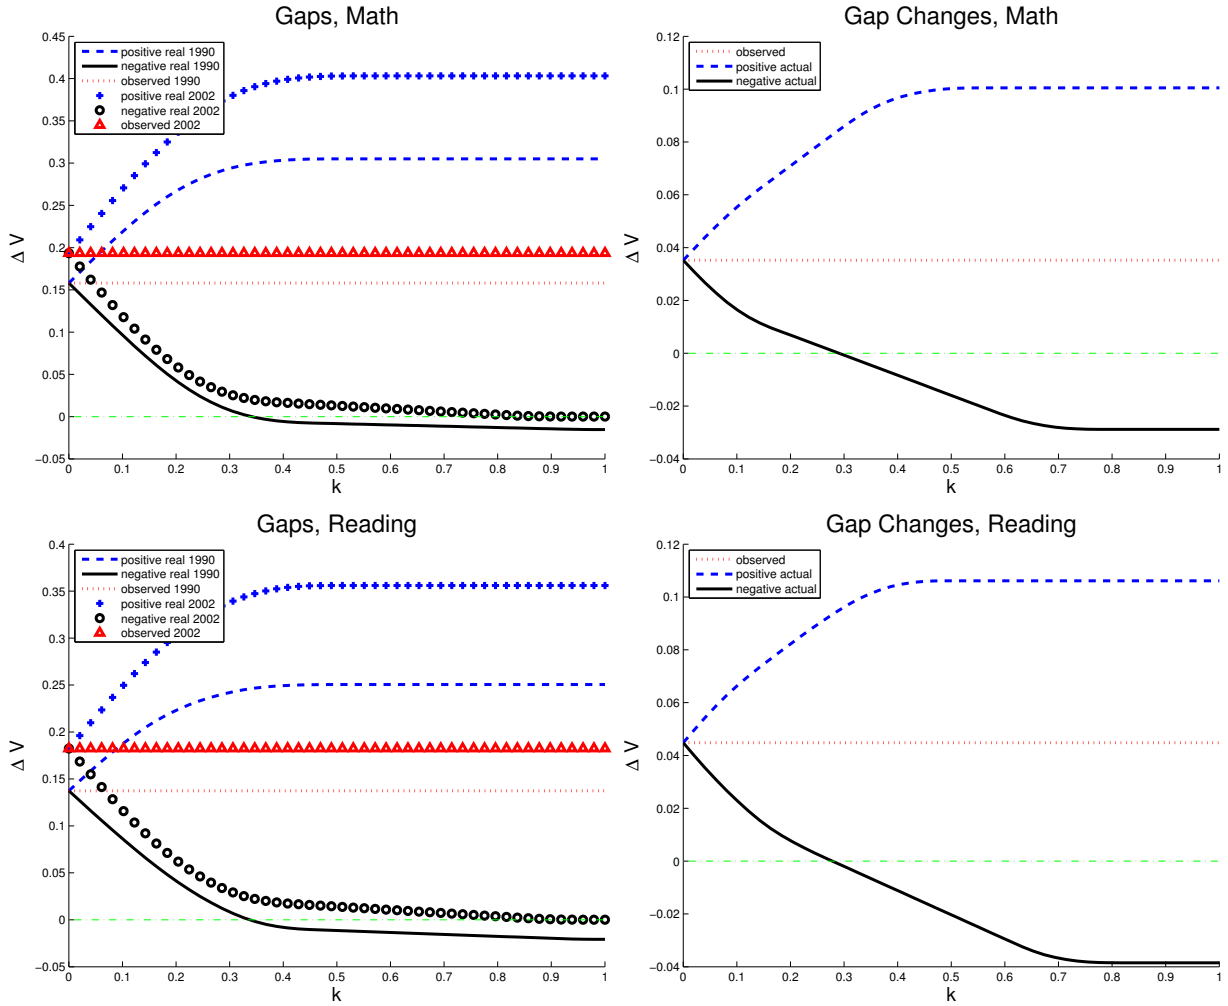 Gaps, Math
0.45
0.4
0.35
0.3
0.25
0.2
0.15
0.1
0.05
0
−0.05
Δ V
positive real 1990
negative real 1990
observed 1990
positive real 2002
negative real 2002
observed 2002
0 0.1 0.2 0.3 0.4 0.5 0.6 0.7 0.8 0.9 1
k
Gap Changes, Math
0.12
0.1
0.08
0.06
0.04
0.02
0
−0.02
−0.04
Δ V
observed
positive actual
negative actual
0 0.1 0.2 0.3 0.4 0.5 0.6 0.7 0.8 0.9 1
k
Gaps, Reading
0.4
0.35
0.3
0.25
0.2
0.15
0.1
0.05
0
−0.05
Δ V
positive real 1990
negative real 1990
observed 1990
positive real 2002
negative real 2002
observed 2002
0 0.1 0.2 0.3 0.4 0.5 0.6 0.7 0.8 0.9 1
k
Gap Changes, Reading
0.12
0.1
0.08
0.06
0.04
0.02
0
−0.02
−0.04
Δ V
observed
positive actual
negative actual
0 0.1 0.2 0.3 0.4 0.5 0.6 0.7 0.8 0.9 1
k